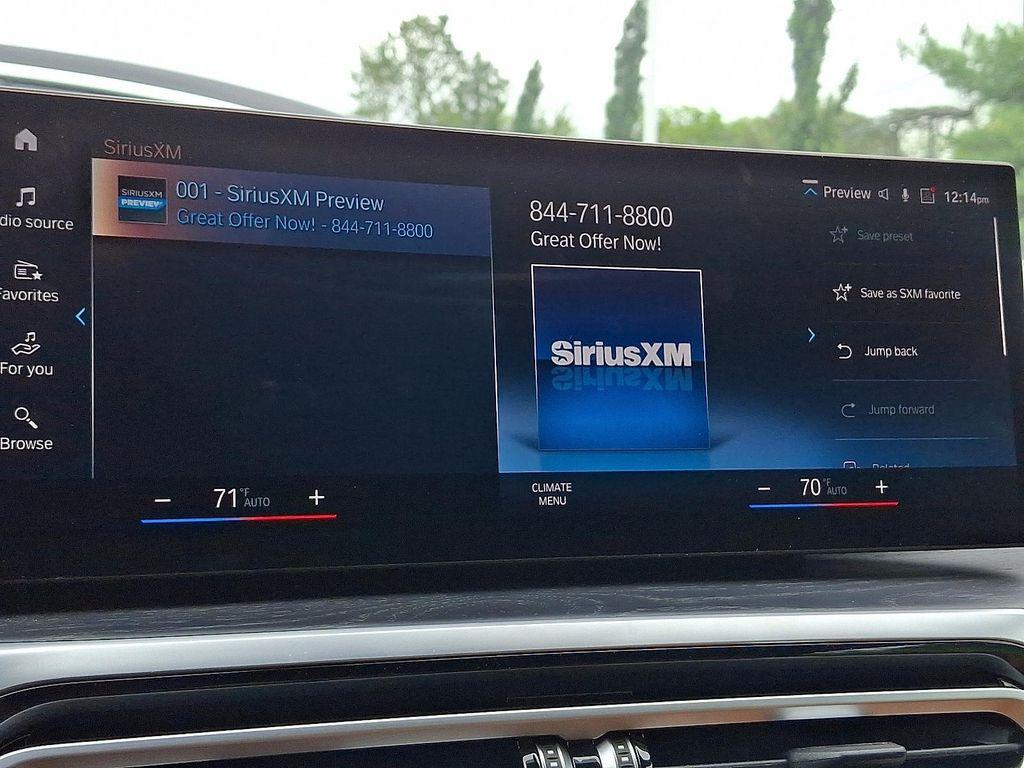 SiriusXM
dio source
Favorites
For you
Browse
SIRIUSXM
PREVIEW
001 - SiriusXM Preview
Great Offer Now! - 844-711-8800
844-711-8800
Great Offer Now!
SiriusXM
Preview
12:14pm
Save preset
Save as SXM favorite
Jump back
Jump forward
Related
− 71 °F AUTO +
CLIMATE
MENU
− 70 °F AUTO +